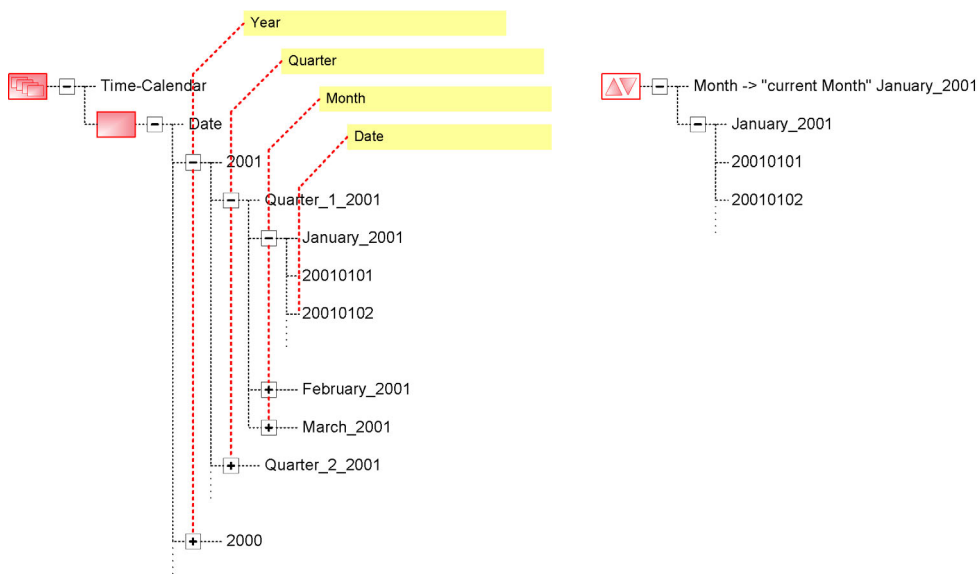 Year
Quarter
Time-Calendar
Month -> "current Month" January_2001
Month
Date
January_2001
Date
2001
20010101
Quarter_1_2001
20010102
January_2001
20010101
20010102
February_2001
March_2001
Quarter_2_2001
2000